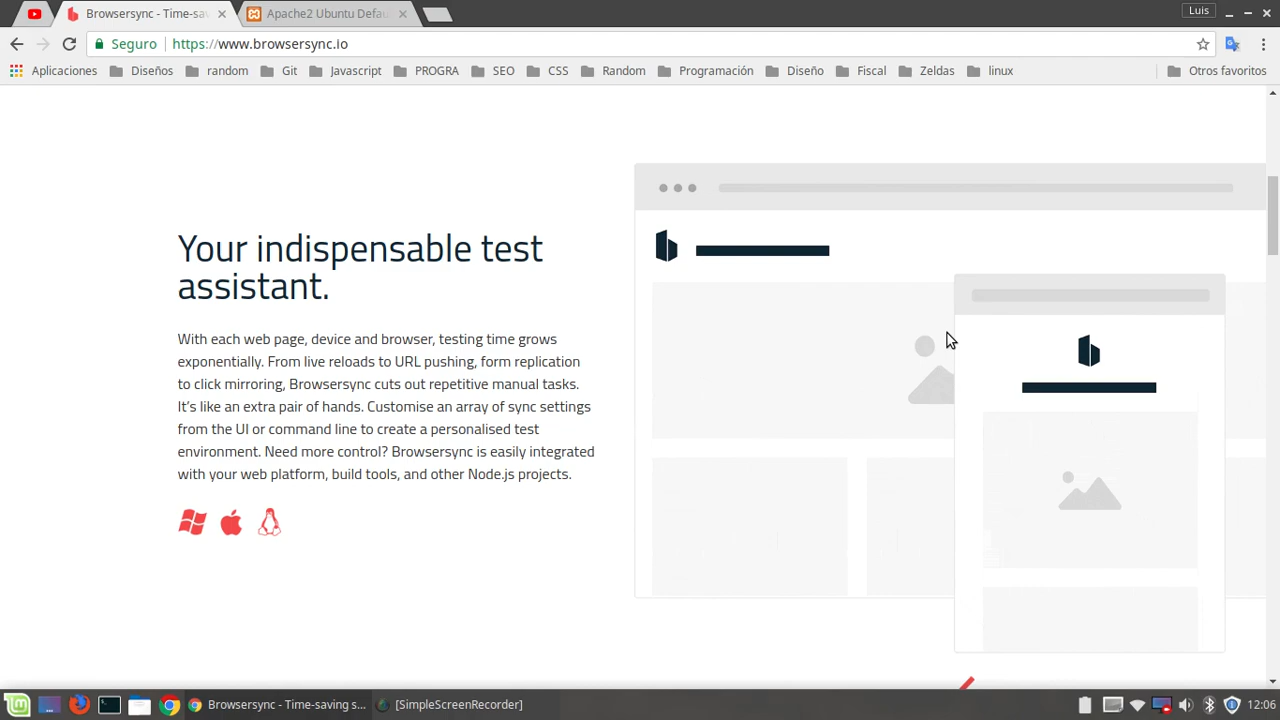 Luis
Browsersync - Time-sa
Apache2 Ubuntu Defau
Seguro
https://www.browsersync.io
Aplicaciones
Diseños
random
Git
Javascript
PROGRA
SEO
CSS
Random
Programación
Diseño
Fiscal
Zeldas
linux
Otros favoritos
Your indispensable test
assistant.
With each web page, device and browser, testing time grows
exponentially. From live reloads to URL pushing, form replication
to click mirroring, Browsersync cuts out repetitive manual tasks.
It’s like an extra pair of hands. Customise an array of sync settings
from the UI or command line to create a personalised test
environment. Need more control? Browsersync is easily integrated
with your web platform, build tools, and other Node.js projects.
Browsersync - Time-saving s...
[SimpleScreenRecorder]
12:06